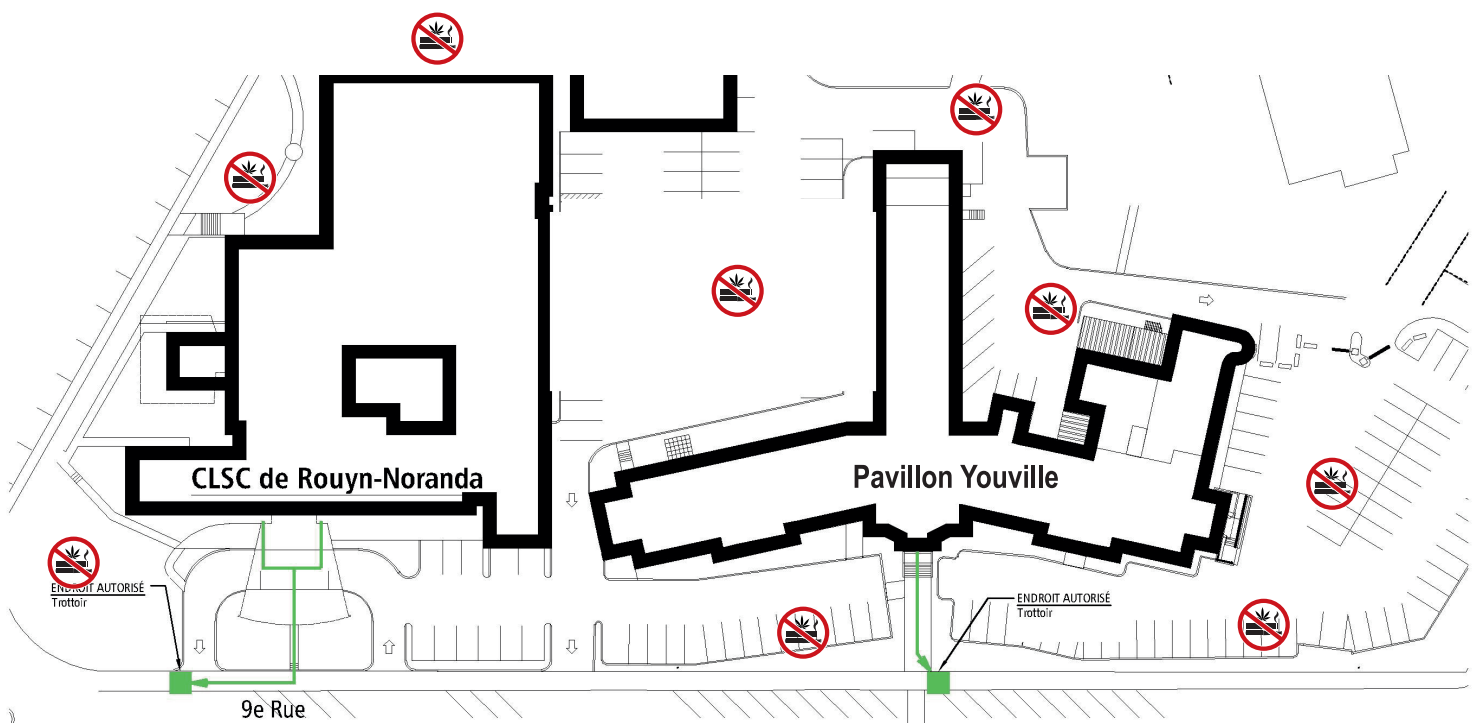 CLSC de Rouyn-Noranda
Pavillon Youville
ENDROIT AUTORISÉ
Trottoir
ENDROIT AUTORISÉ
Trottoir
9e Rue